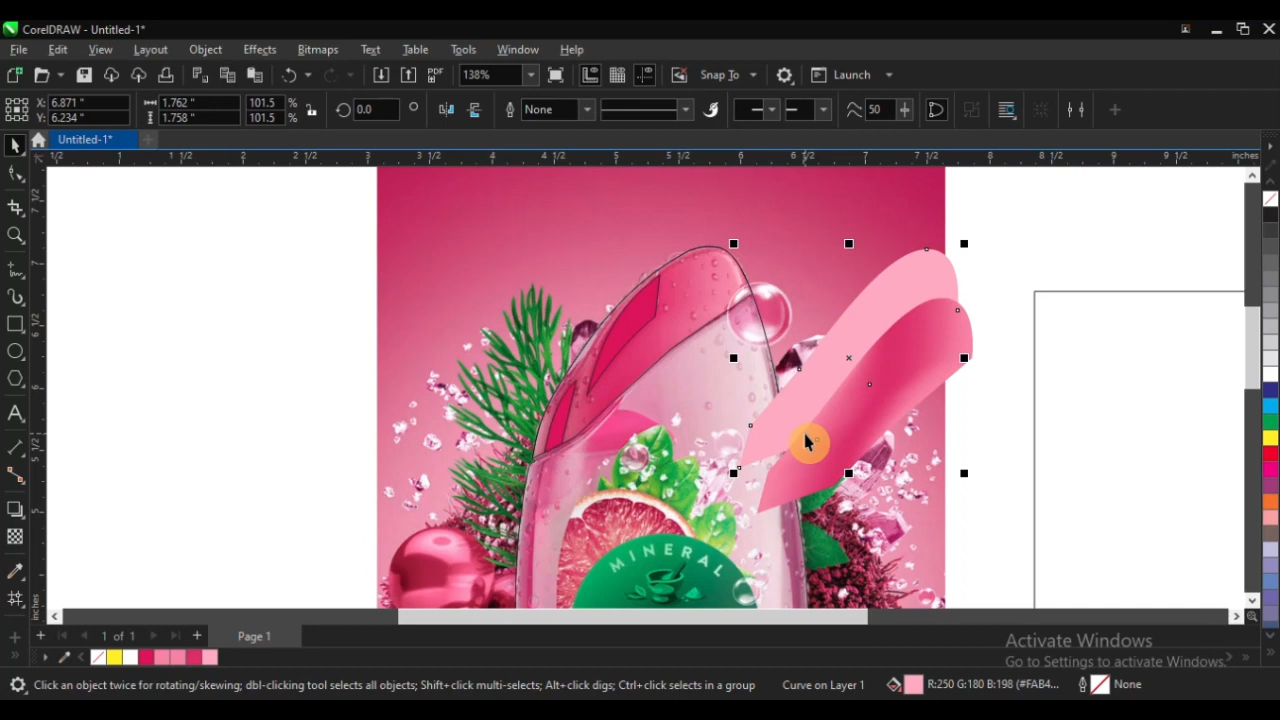 CorelDRAW - Untitled-1*
File Edit View Layout Object Effects Bitmaps Text Table Tools Window Help
PDF 138% Snap To Launch
X: 6.871 " 1.762 " 101.5 % 0.0 None 50
Y: 6.234 " 1.758 " 101.5 %
Untitled-1*
1/2 1 1 1/2 2 2 1/2 3 3 1/2 4 4 1/2 5 5 1/2 6 6 1/2 7 7 1/2 8 8 1/2 9 9 1/2 inches
MINERAL
inches
1 of 1 Page 1
Activate Windows
Go to Settings to activate Windows.
Click an object twice for rotating/skewing; dbl-clicking tool selects all objects; Shift+click multi-selects; Alt+click digs; Ctrl+click selects in a group Curve on Layer 1 R:250 G:180 B:198 (#FAB4... None